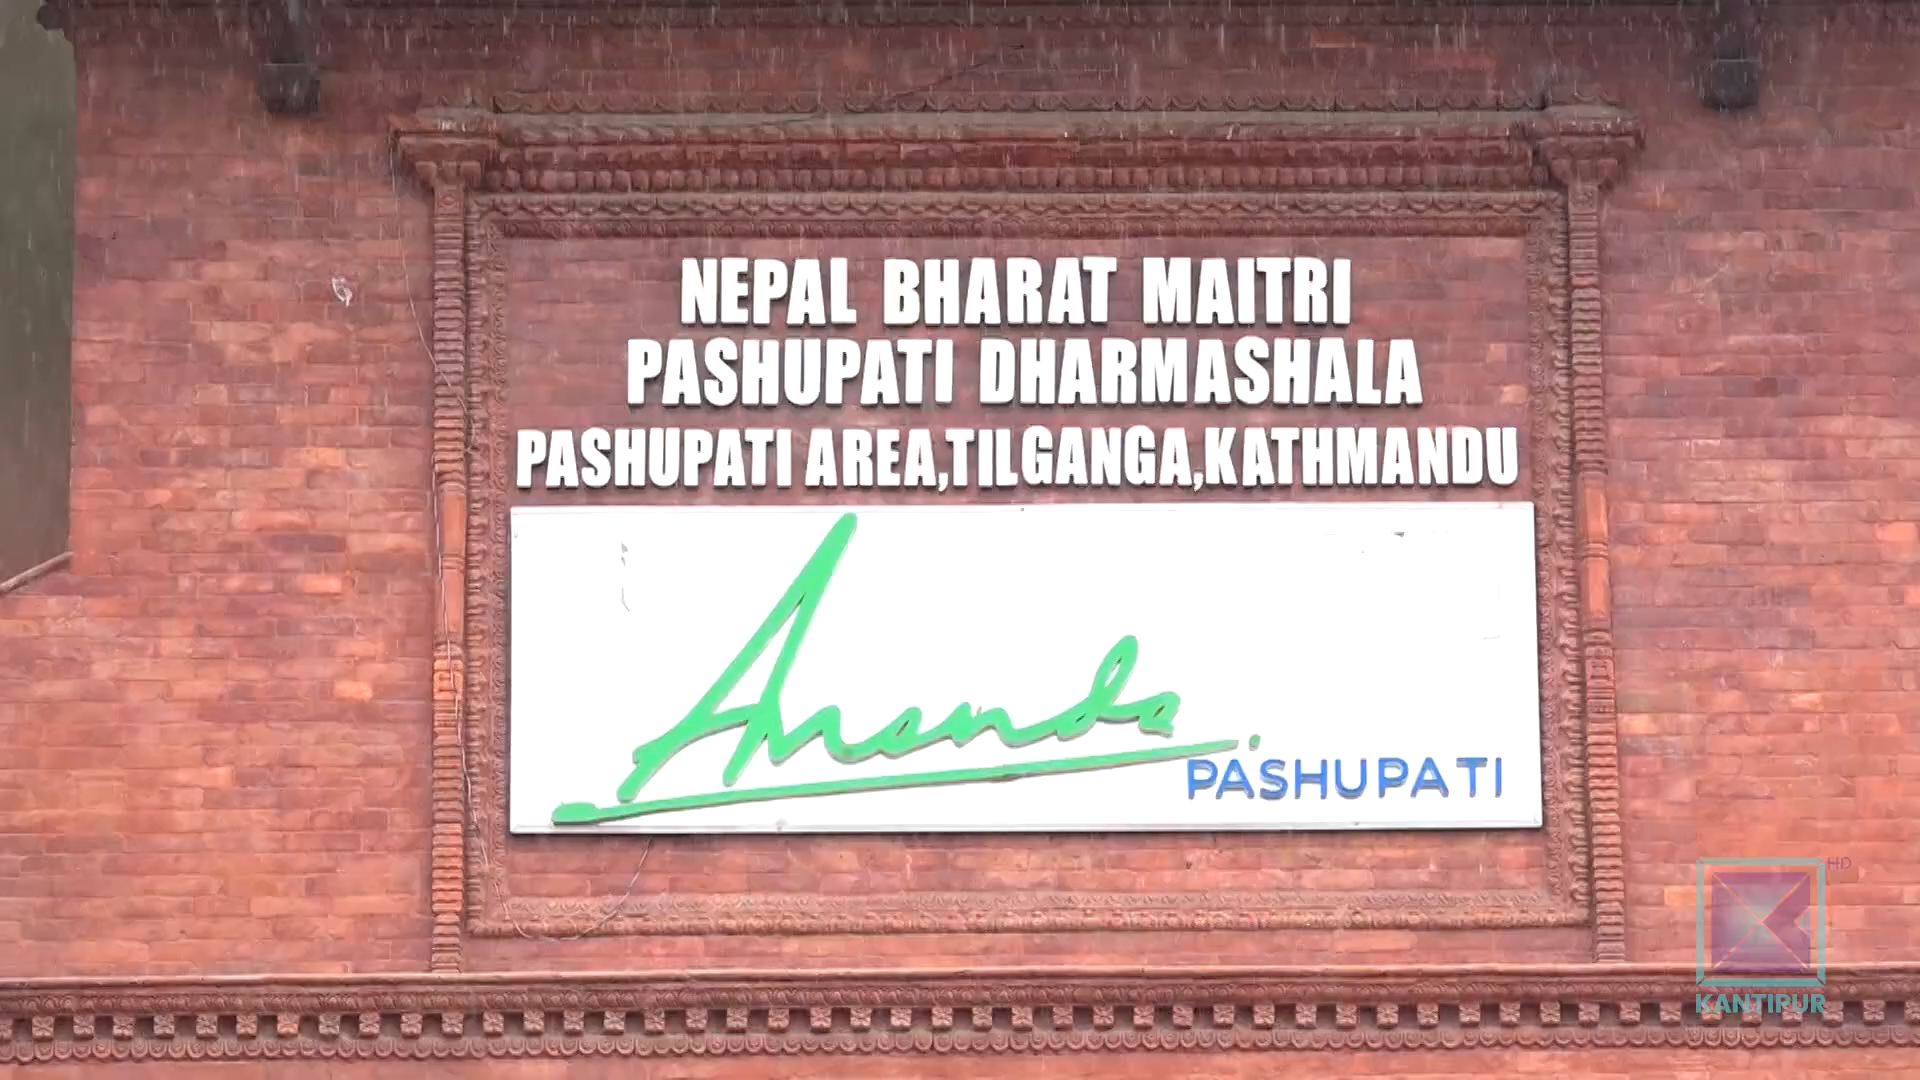 NEPAL BHARAT MAITRI
PASHUPATI DHARMASHALA
PASHUPATI AREA,TILGANGA,KATHMANDU
Ananda.
PASHUPATI
HD
KANTIPUR